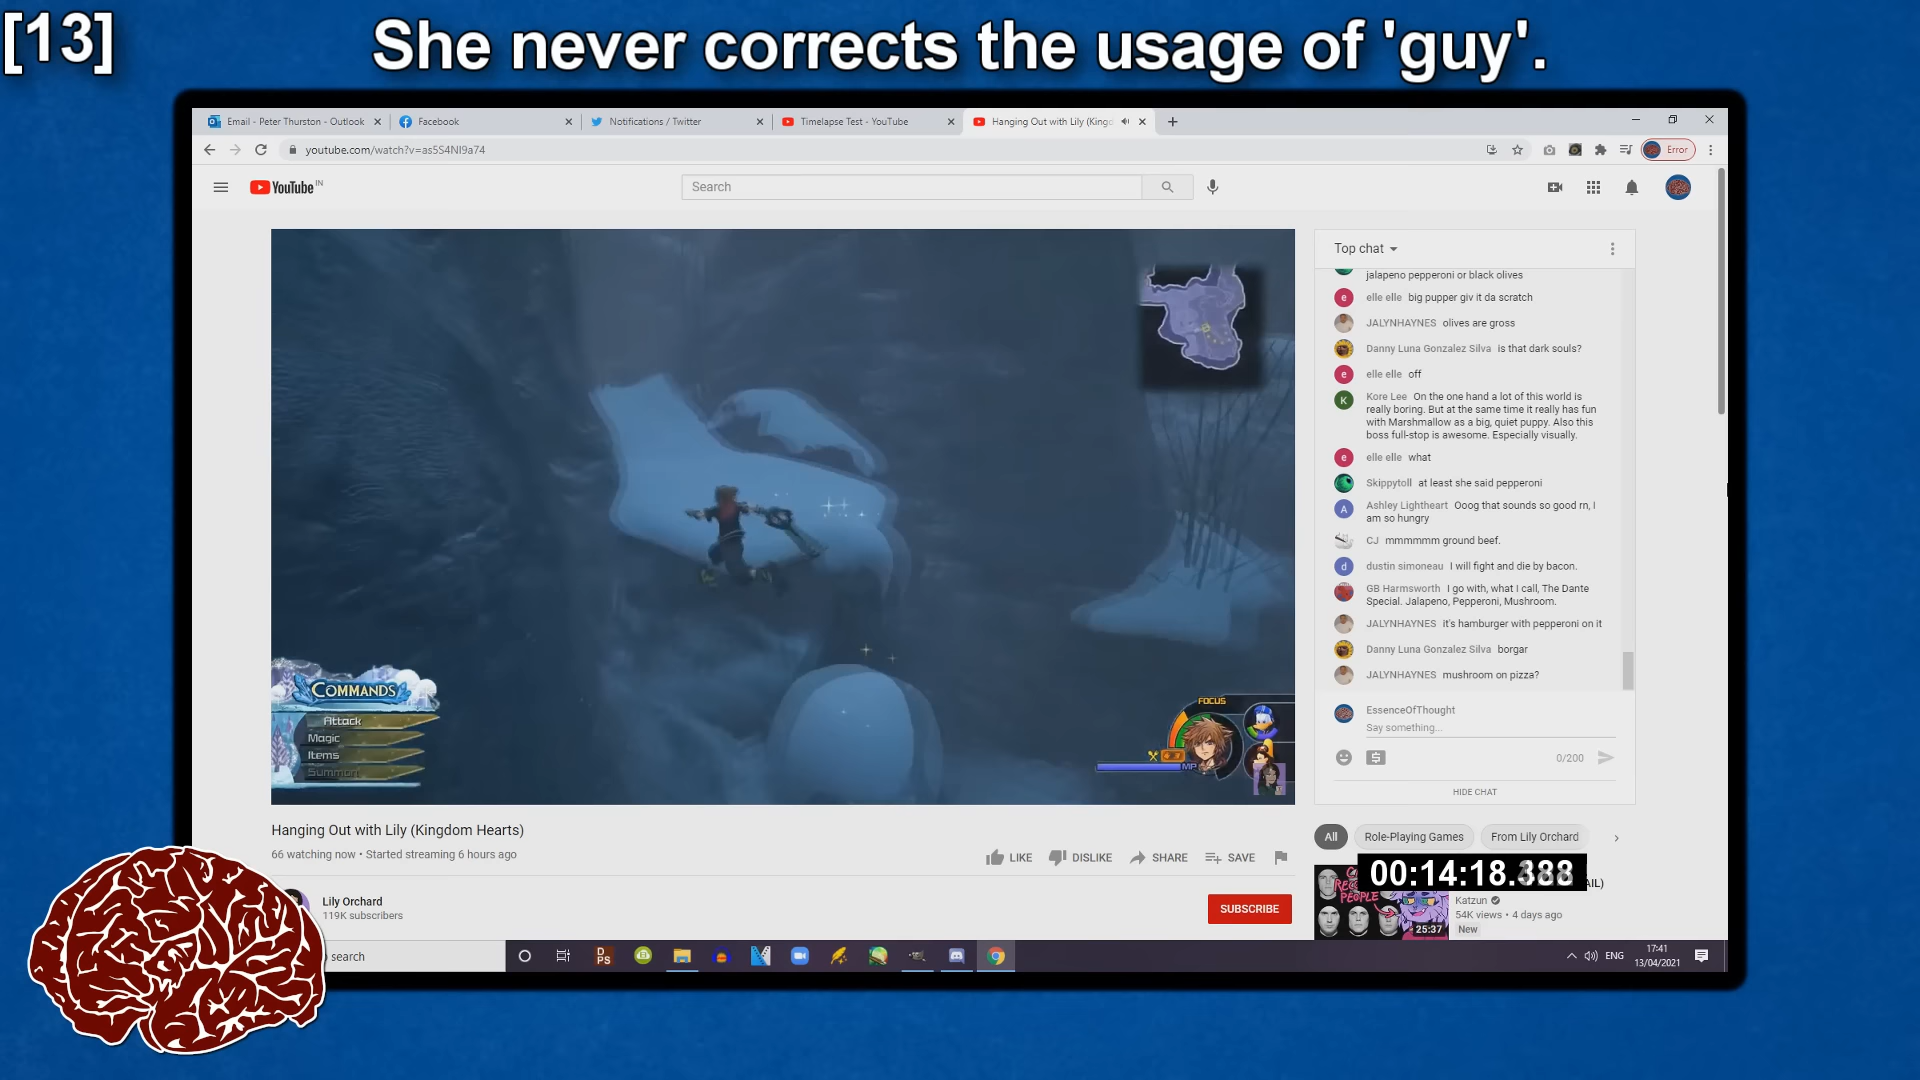 [13]
She never corrects the usage of 'guy'.
Email - Peter Thurston - Outlook
Facebook
Notifications / Twitter
Timelapse Test - YouTube
Hanging Out with Lily (Kingd
youtube.com/watch?v=as5S4NI9a74
Error
YouTube IN
Search
Top chat
jalapeno pepperoni or black olives
e elle elle big pupper giv it da scratch
JALYNHAYNES olives are gross
Danny Luna Gonzalez Silva is that dark souls?
e elle elle off
K Kore Lee On the one hand a lot of this world is
really boring. But at the same time it really has fun
with Marshmallow as a big, quiet puppy. Also this
boss full-stop is awesome. Especially visually.
e elle elle what
Skippytoll at least she said pepperoni
A Ashley Lightheart Ooog that sounds so good rn, I
am so hungry
CJ mmmmmm ground beef.
d dustin simoneau I will fight and die by bacon.
GB Harmsworth I go with, what I call, The Dante
Special. Jalapeno, Pepperoni, Mushroom.
JALYNHAYNES it's hamburger with pepperoni on it
Danny Luna Gonzalez Silva borgar
JALYNHAYNES mushroom on pizza?
EssenceOfThought
Say something...
0/200
HIDE CHAT
COMMANDS
Attack
Magic
Items
Summon
FOCUS
MP
Hanging Out with Lily (Kingdom Hearts)
66 watching now • Started streaming 6 hours ago
LIKE
DISLIKE
SHARE
SAVE
Lily Orchard
119K subscribers
SUBSCRIBE
All
Role-Playing Games
From Lily Orchard
00:14:18.388
AIL)
PEOPLE
25:37
Katzun
54K views • 4 days ago
New
search
D
PS
ENG
17:41
13/04/2021